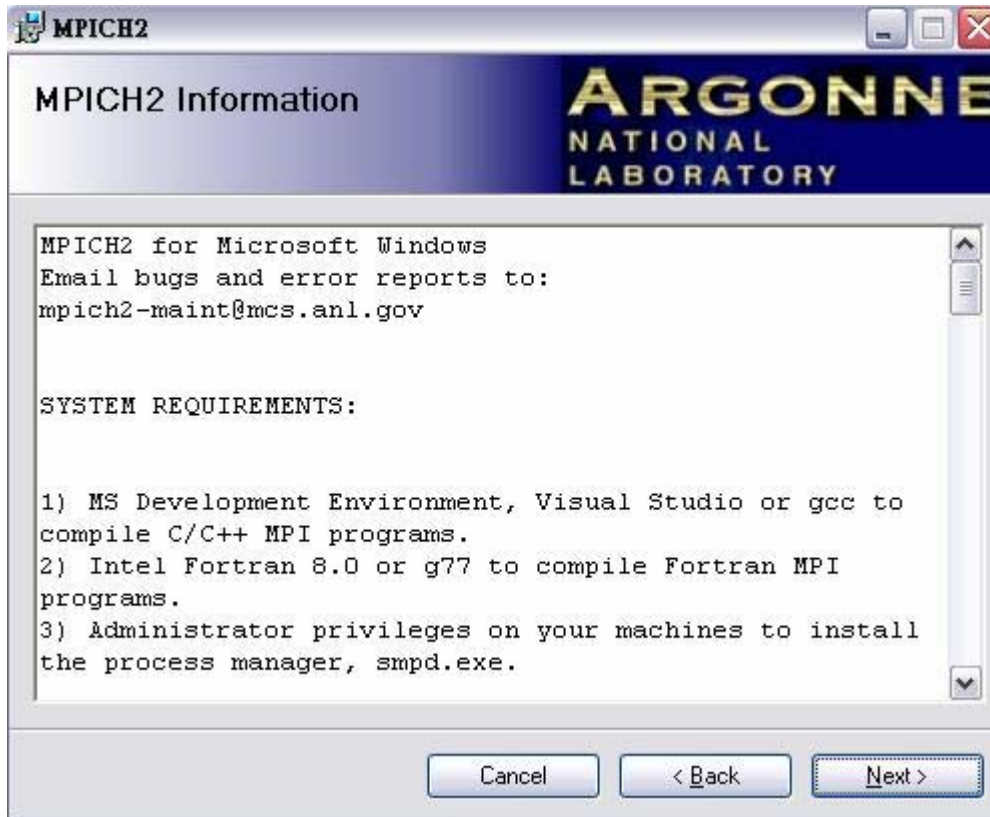 MPICH2
MPICH2 Information
ARGONNE
NATIONAL
LABORATORY
MPICH2 for Microsoft Windows
Email bugs and error reports to:
mpich2-maint@mcs.anl.gov
SYSTEM REQUIREMENTS:
1) MS Development Environment, Visual Studio or gcc to
compile C/C++ MPI programs.
2) Intel Fortran 8.0 or g77 to compile Fortran MPI
programs.
3) Administrator privileges on your machines to install
the process manager, smpd.exe.
Cancel
< Back
Next >